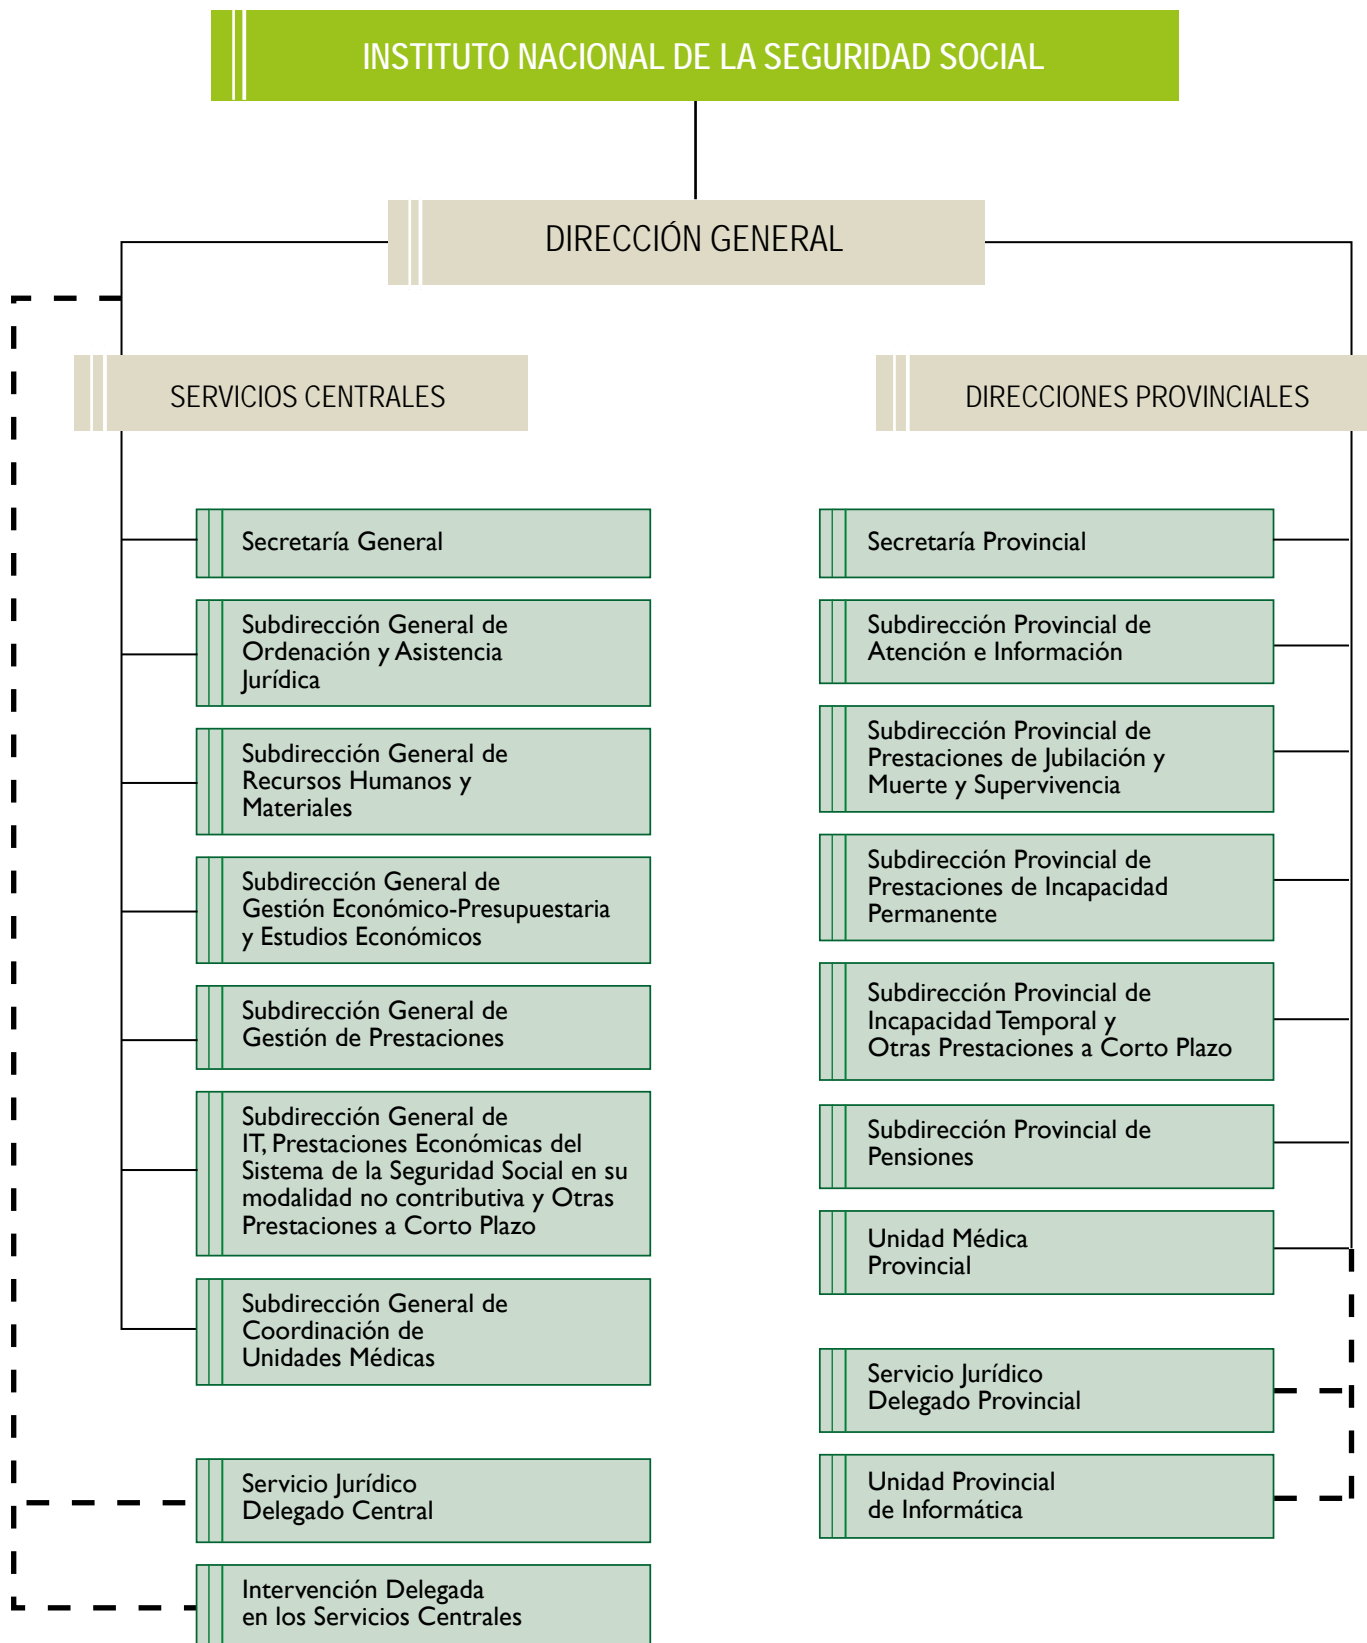 INSTITUTO NACIONAL DE LA SEGURIDAD SOCIAL
DIRECCIÓN GENERAL
SERVICIOS CENTRALES
Secretaría General
Subdirección General de
Ordenación y Asistencia
Jurídica
Subdirección General de
Recursos Humanos y
Materiales
Subdirección General de
Gestión Económico-Presupuestaria
y Estudios Económicos
Subdirección General de
Gestión de Prestaciones
Subdirección General de
IT, Prestaciones Económicas del
Sistema de la Seguridad Social en su
modalidad no contributiva y Otras
Prestaciones a Corto Plazo
Subdirección General de
Coordinación de
Unidades Médicas
Servicio Jurídico
Delegado Central
Intervención Delegada
en los Servicios Centrales
DIRECCIONES PROVINCIALES
Secretaría Provincial
Subdirección Provincial de
Atención e Información
Subdirección Provincial de
Prestaciones de Jubilación y
Muerte y Supervivencia
Subdirección Provincial de
Prestaciones de Incapacidad
Permanente
Subdirección Provincial de
Incapacidad Temporal y
Otras Prestaciones a Corto Plazo
Subdirección Provincial de
Pensiones
Unidad Médica
Provincial
Servicio Jurídico
Delegado Provincial
Unidad Provincial
de Informática